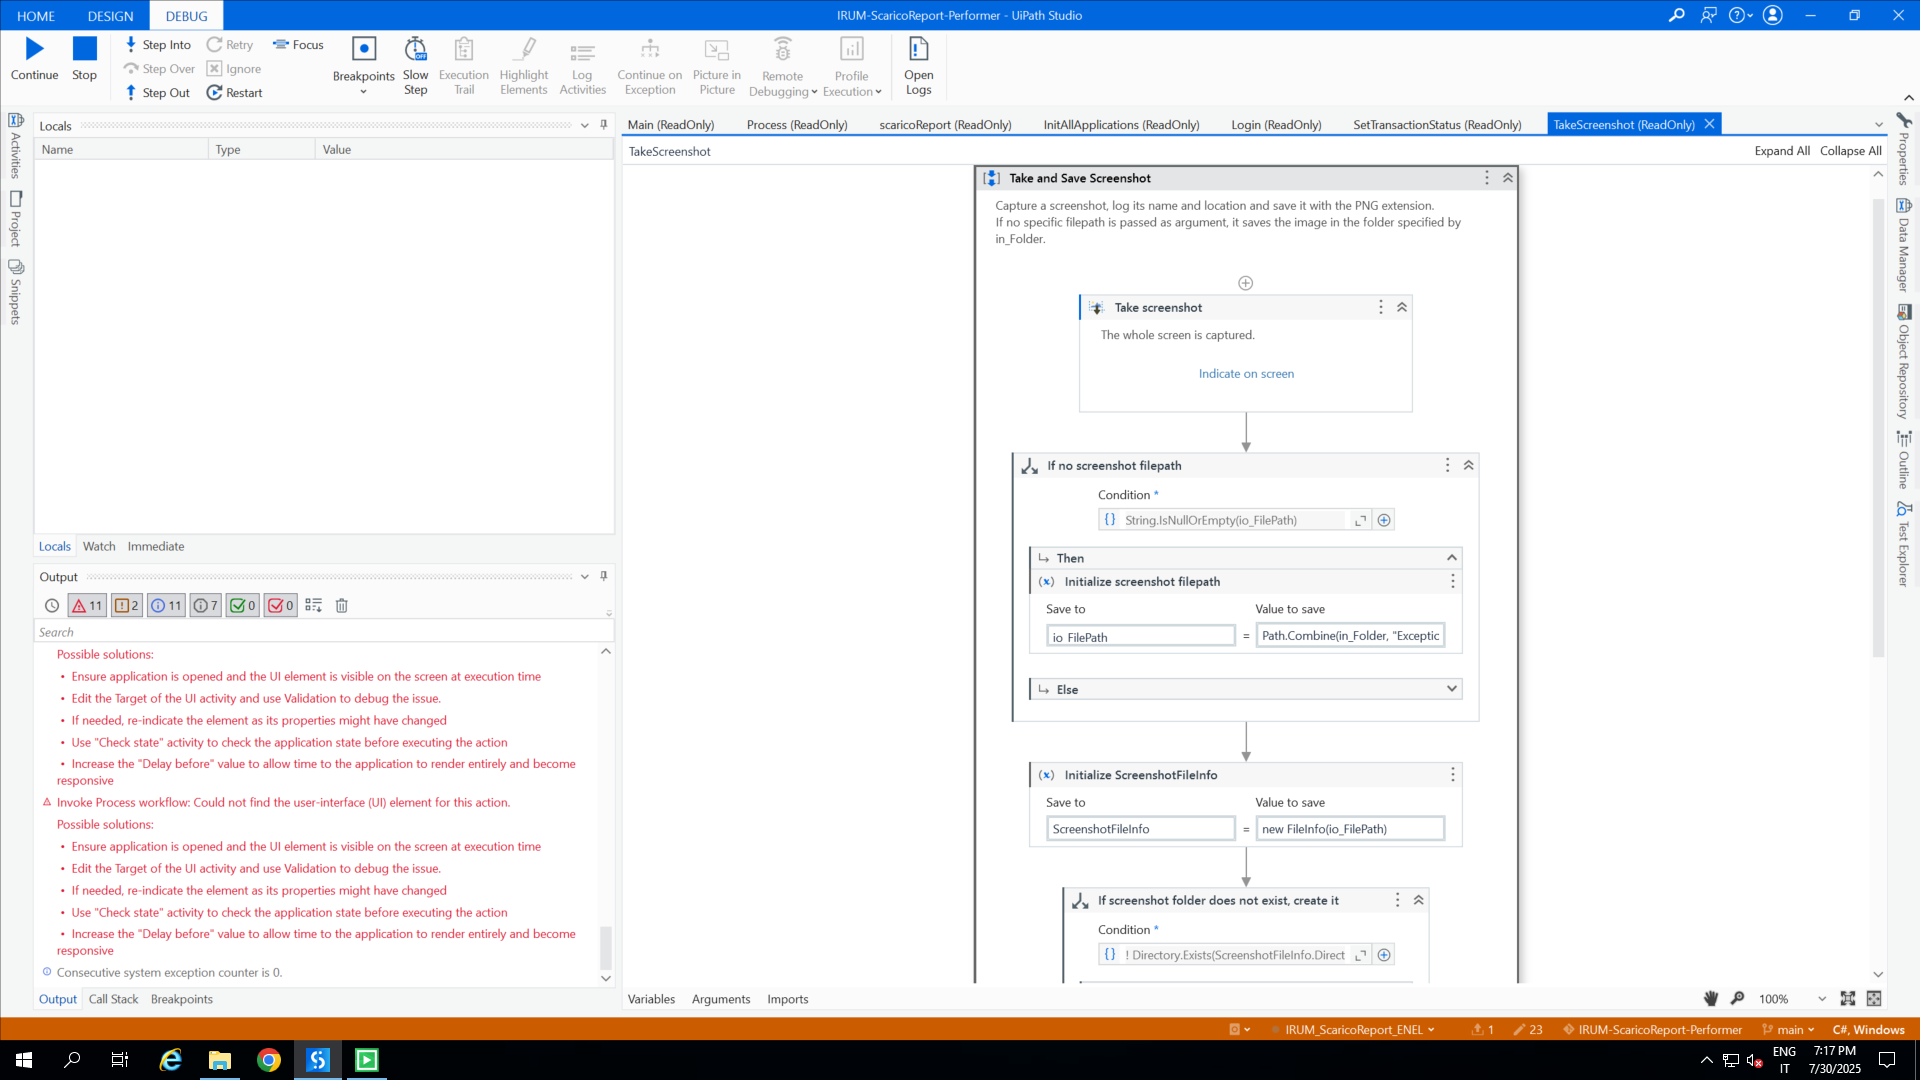 HOME
DESIGN
DEBUG
IRUM-ScaricoReport-Performer - UiPath Studio
Continue
Stop
Step Into
Step Over
Step Out
Retry
Ignore
Restart
Focus
Breakpoints
Slow Step
Execution Trail
Highlight Elements
Log Activities
Continue on Exception
Picture in Picture
Remote Debugging
Profile Execution
Open Logs
Activities
Project
Snippets
Locals
Name
Type
Value
Locals
Watch
Immediate
Output
11
2
11
7
0
0
Search
Possible solutions:
• Ensure application is opened and the UI element is visible on the screen at execution time
• Edit the Target of the UI activity and use Validation to debug the issue.
• If needed, re-indicate the element as its properties might have changed
• Use "Check state" activity to check the application state before executing the action
• Increase the "Delay before" value to allow time to the application to render entirely and become
responsive
Invoke Process workflow: Could not find the user-interface (UI) element for this action.
Possible solutions:
• Ensure application is opened and the UI element is visible on the screen at execution time
• Edit the Target of the UI activity and use Validation to debug the issue.
• If needed, re-indicate the element as its properties might have changed
• Use "Check state" activity to check the application state before executing the action
• Increase the "Delay before" value to allow time to the application to render entirely and become
responsive
Consecutive system exception counter is 0.
Output
Call Stack
Breakpoints
Main (ReadOnly)
Process (ReadOnly)
scaricoReport (ReadOnly)
InitAllApplications (ReadOnly)
Login (ReadOnly)
SetTransactionStatus (ReadOnly)
TakeScreenshot (ReadOnly)
TakeScreenshot
Expand All
Collapse All
Take and Save Screenshot
Capture a screenshot, log its name and location and save it with the PNG extension.
If no specific filepath is passed as argument, it saves the image in the folder specified by
in_Folder.
Take screenshot
The whole screen is captured.
Indicate on screen
If no screenshot filepath
Condition *
{} String.IsNullOrEmpty(io_FilePath)
Then
(x) Initialize screenshot filepath
Save to
Value to save
io_FilePath
=
Path.Combine(in_Folder, "Exceptic
Else
(x) Initialize ScreenshotFileInfo
Save to
Value to save
ScreenshotFileInfo
=
new FileInfo(io_FilePath)
If screenshot folder does not exist, create it
Condition *
{} ! Directory.Exists(ScreenshotFileInfo.Direct
Variables
Arguments
Imports
100%
Properties
Data Manager
Object Repository
Outline
Test Explorer
IRUM_ScaricoReport_ENEL
1
23
IRUM-ScaricoReport-Performer
main
C#, Windows
ENG
IT
7:17 PM
7/30/2025